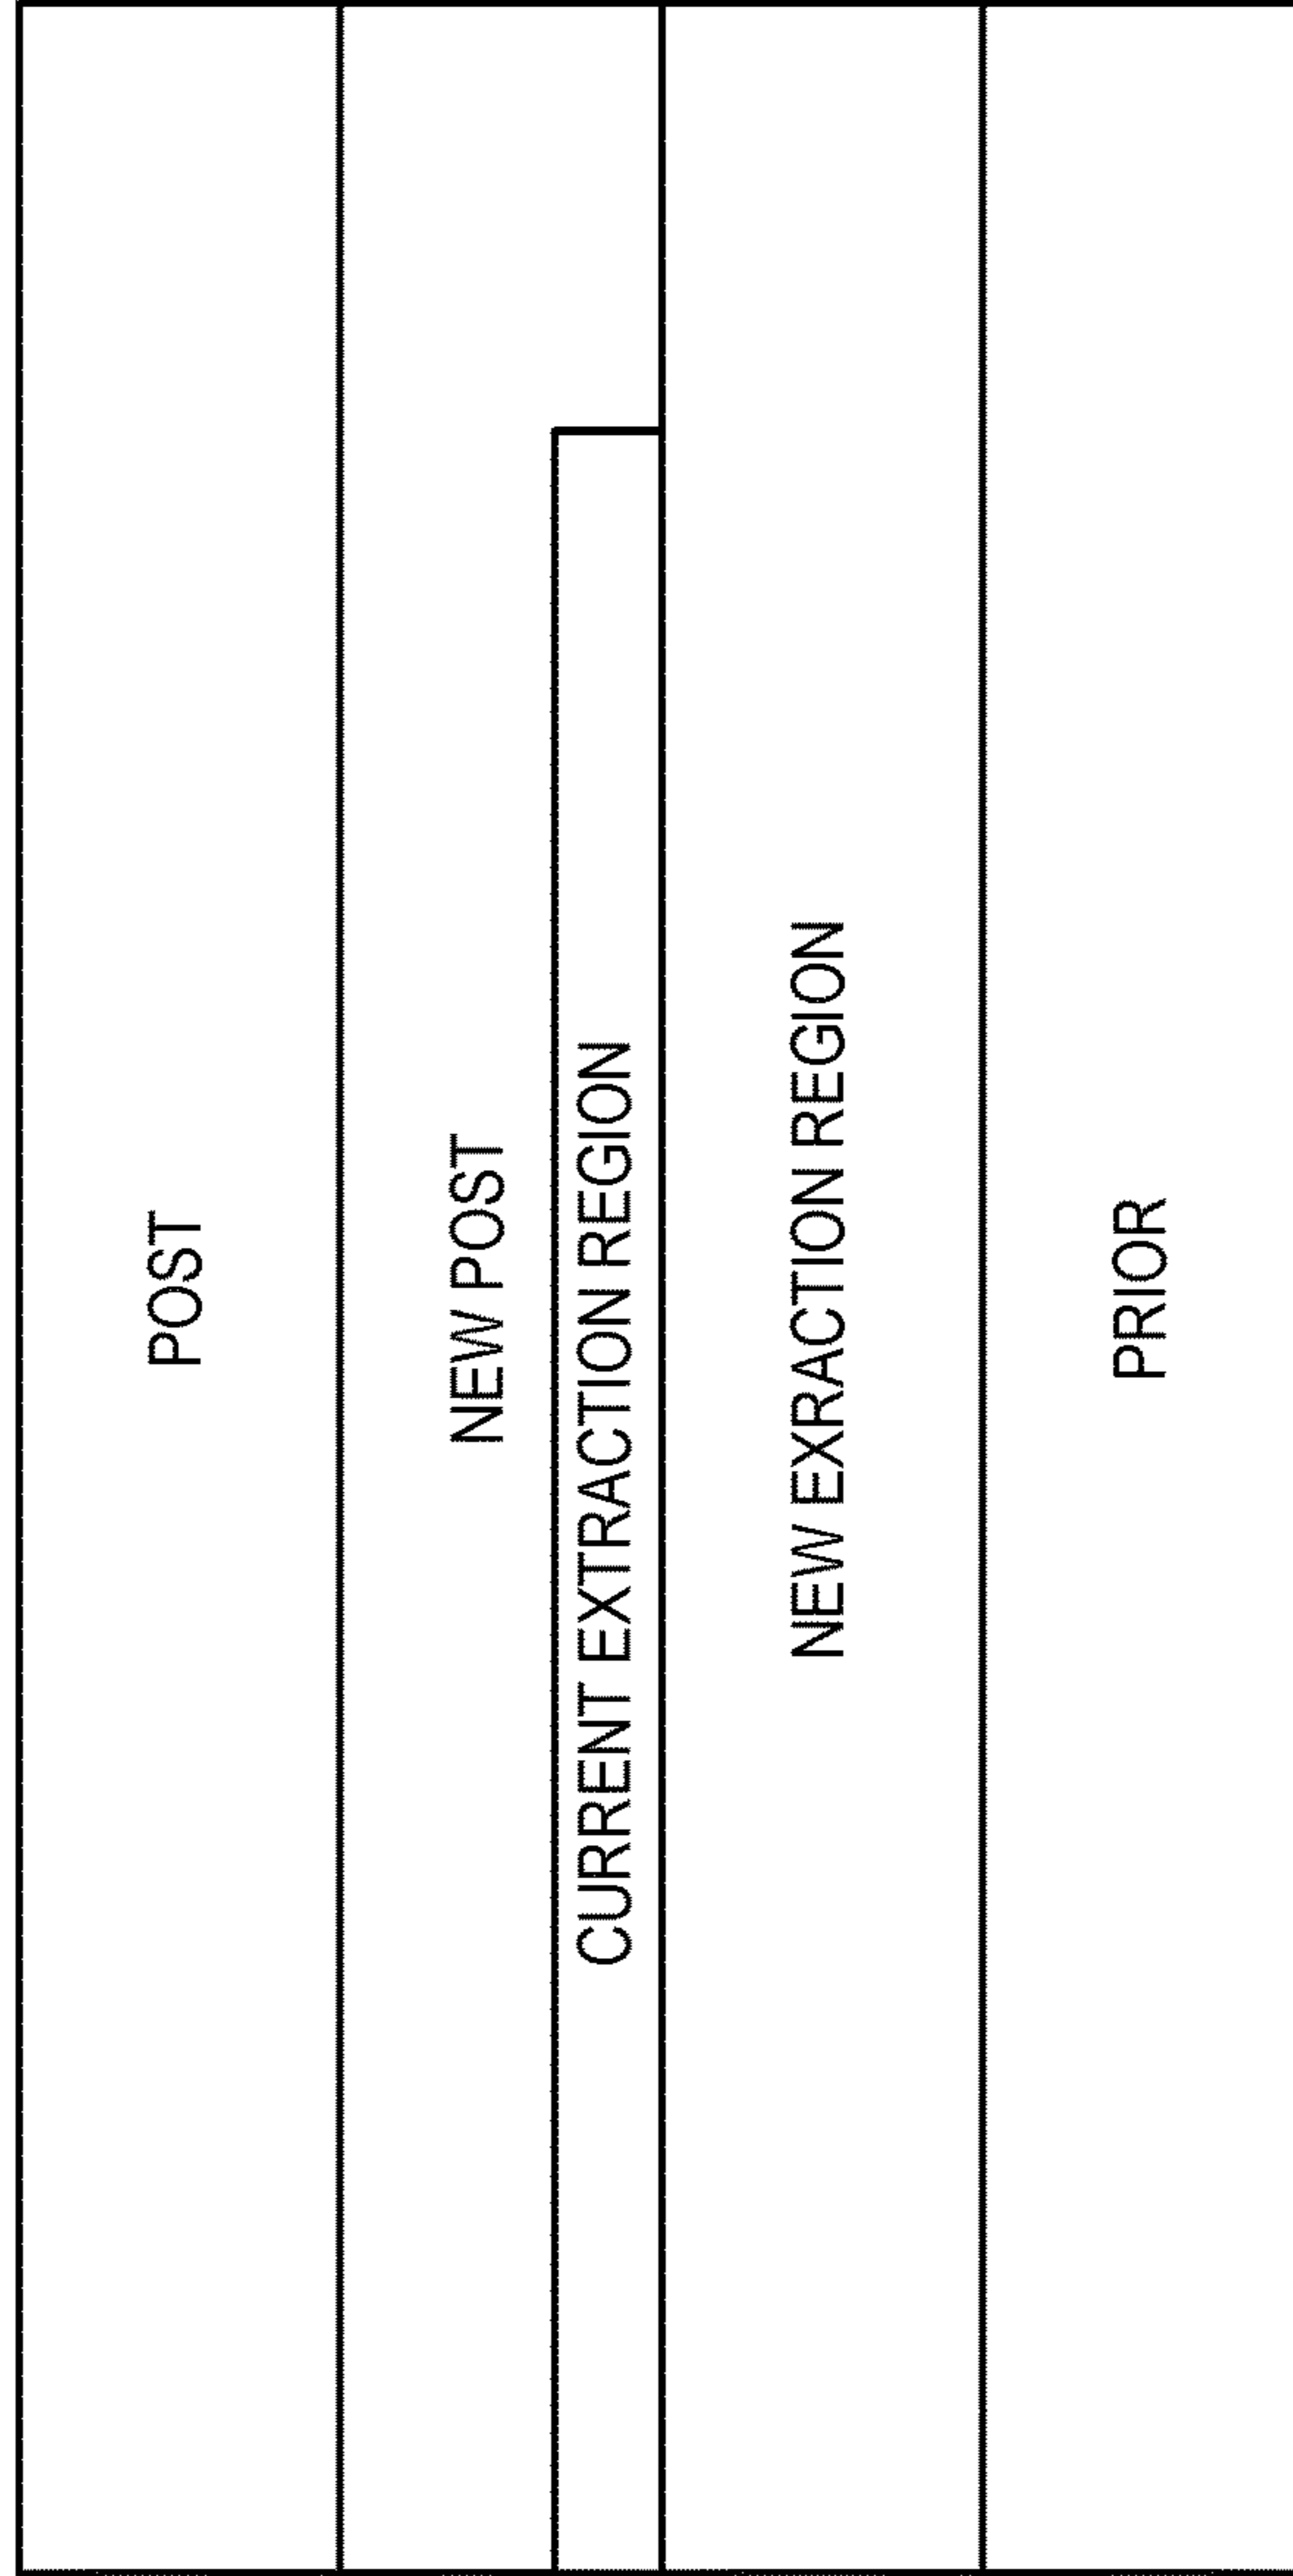 POST
NEW POST
CURRENT EXTRACTION REGION
NEW EXRACTION REGION
PRIOR